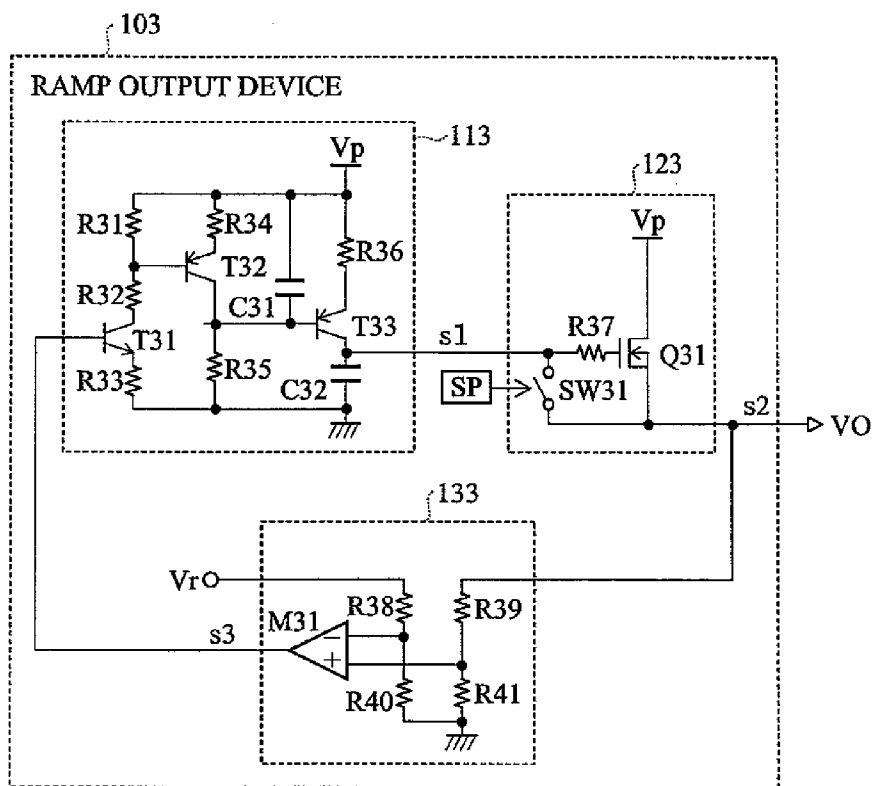 103
RAMP OUTPUT DEVICE
113
Vp
R31
R34
R36
T32
R32
C31
T33
T31
R33
R35
C32
s1
123
Vp
R37
Q31
SP
SW31
s2
VO
133
Vr
R38
R39
M31
s3
−
+
R40
R41